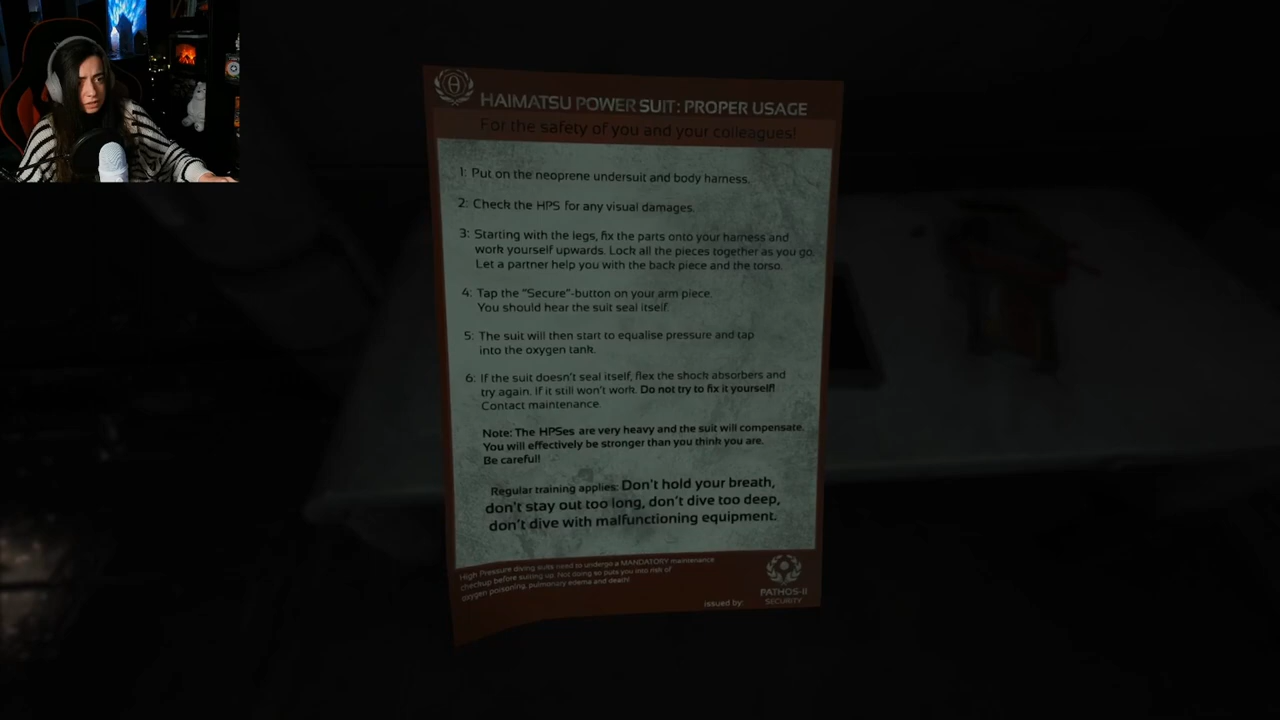 HAIMATSU POWER SUIT: PROPER USAGE
For the safety of you and your colleagues!
1: Put on the neoprene undersuit and body harness.
2: Check the HPS for any visual damages.
3: Starting with the legs, fix the parts onto your harness and
work yourself upwards. Lock all the pieces together as you go.
Let a partner help you with the back piece and the torso.
4: Tap the "Secure"-button on your arm piece.
You should hear the suit seal itself.
5: The suit will then start to equalise pressure and tap
into the oxygen tank.
6: If the suit doesn't seal itself, flex the shock absorbers and
try again. If it still won't work. Do not try to fix it yourself!
Contact maintenance.
Note: The HPSes are very heavy and the suit will compensate.
You will effectively be stronger than you think you are.
Be careful!
Regular training applies: Don't hold your breath,
don't stay out too long, don't dive too deep,
don't dive with malfunctioning equipment.
High Pressure diving suits need to undergo a MANDATORY maintenance
checkup before suiting up. Not doing so puts you into risk of
oxygen poisoning, pulmonary edema and death!
issued by:
PATHOS-II
SECURITY